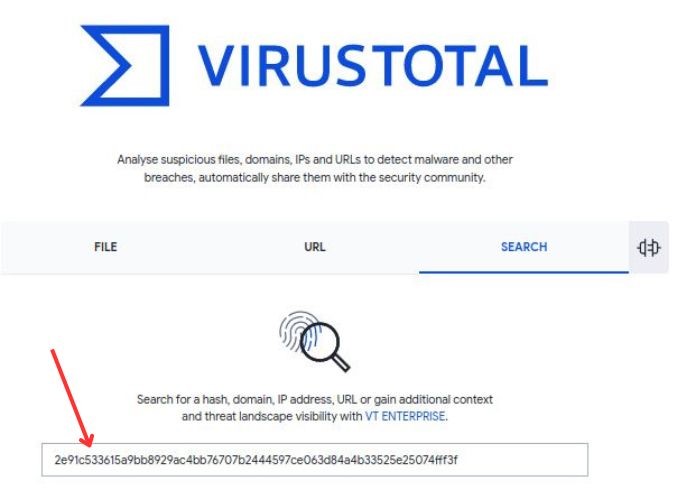 VIRUSTOTAL
Analyse suspicious files, domains, IPs and URLs to detect malware and other
breaches, automatically share them with the security community.
FILE
URL
SEARCH
Search for a hash, domain, IP address, URL or gain additional context
and threat landscape visibility with VT ENTERPRISE.
2e91c533615a9bb8929ac4bb76707b2444597ce063d84a4b33525e25074fff3f